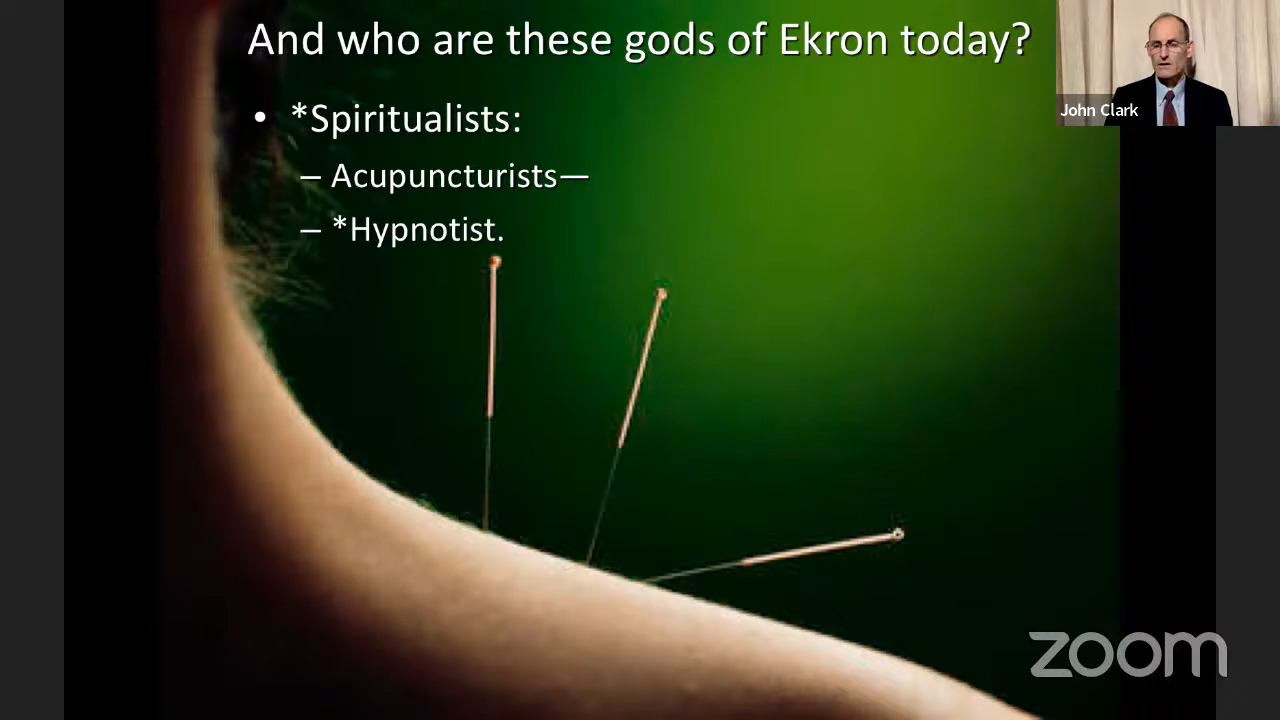 And who are these gods of Ekron today?
• *Spiritualists:
– Acupuncturists—
– *Hypnotist.
John Clark
zoom